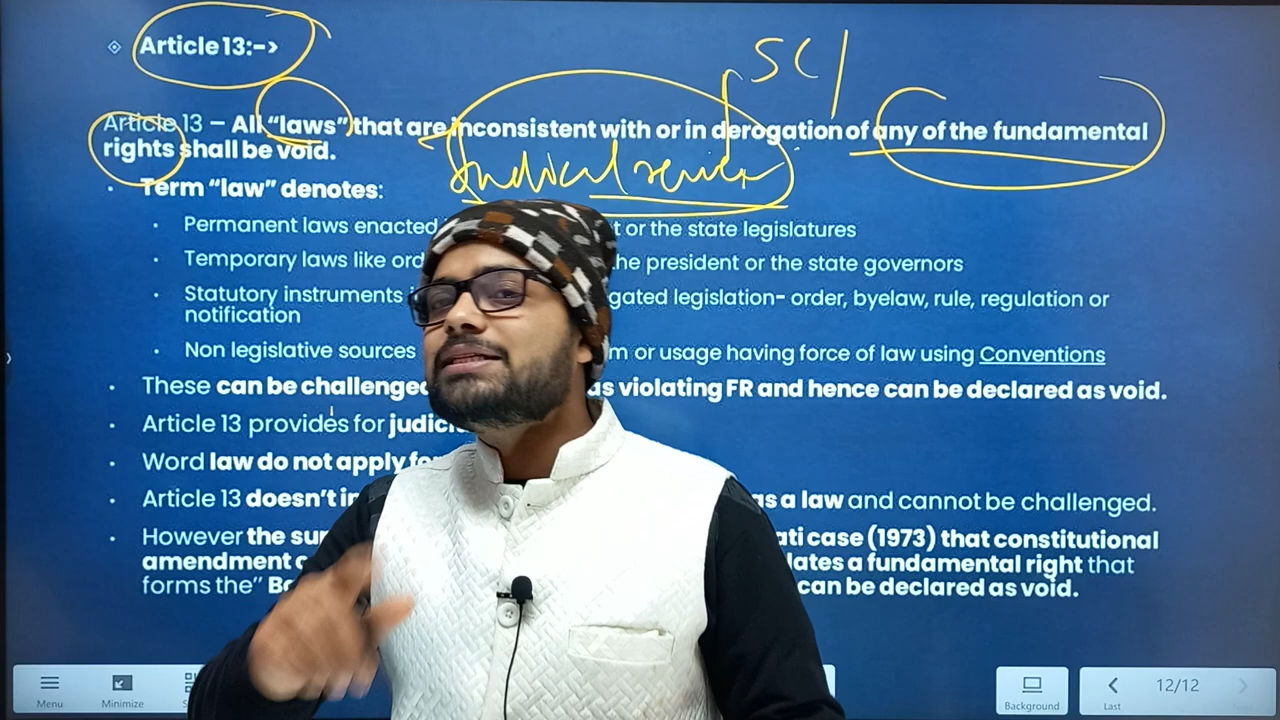 Article 13:->
SC
Article 13 – All “laws” that are inconsistent with or in derogation of any of the fundamental
rights shall be void.
Judical review
Term “law” denotes:
Permanent laws enacted t or the state legislatures
Temporary laws like ord he president or the state governors
Statutory instruments gated legislation- order, byelaw, rule, regulation or
notification
Non legislative sources m or usage having force of law using Conventions
These can be challenged as violating FR and hence can be declared as void.
Article 13 provides for judici
Word law do not apply for
Article 13 doesn’t in as a law and cannot be challenged.
However the sup ati case (1973) that constitutional
amendment c lates a fundamental right that
forms the” Ba can be declared as void.
Menu
Minimize
Background
Last
12/12